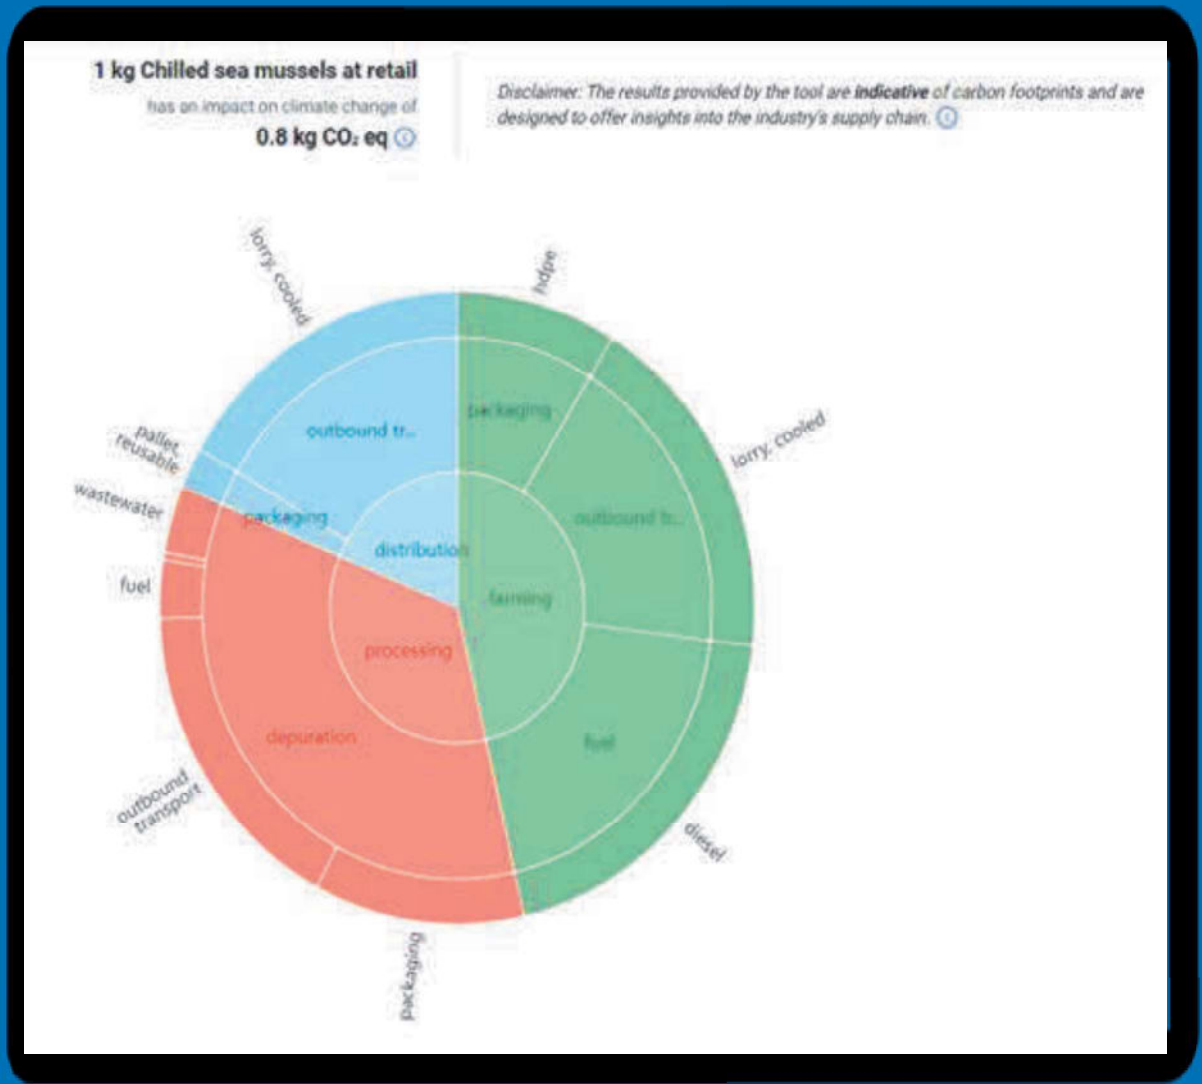 1 kg Chilled sea mussels at retail
has an impact on climate change of
0.8 kg CO₂ eq
Disclaimer: The results provided by the tool are indicative of carbon footprints and are
designed to offer insights into the industry's supply chain.
lorry, cooled
hdpe
lorry, cooled
diesel
packaging
outbound
transport
fuel
wastewater
pallet,
reusable
outbound tr...
packaging
distribution
packaging
outbound tr...
farming
fuel
processing
depuration